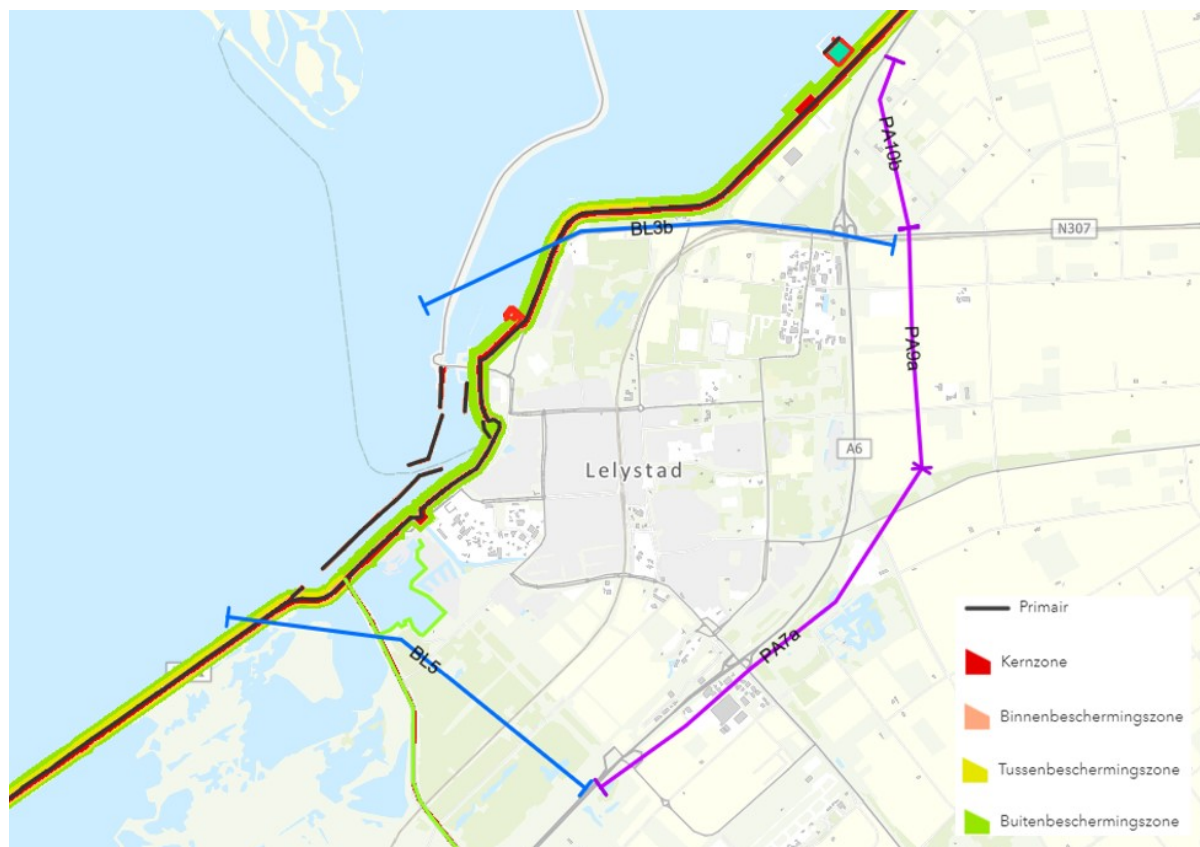 PA10b
BL3b
N307
PA9a
A6
Lelystad
PA7a
BL5
Primair
Kernzone
Binnenbeschermingszone
Tussenbeschermingszone
Buitenbeschermingszone